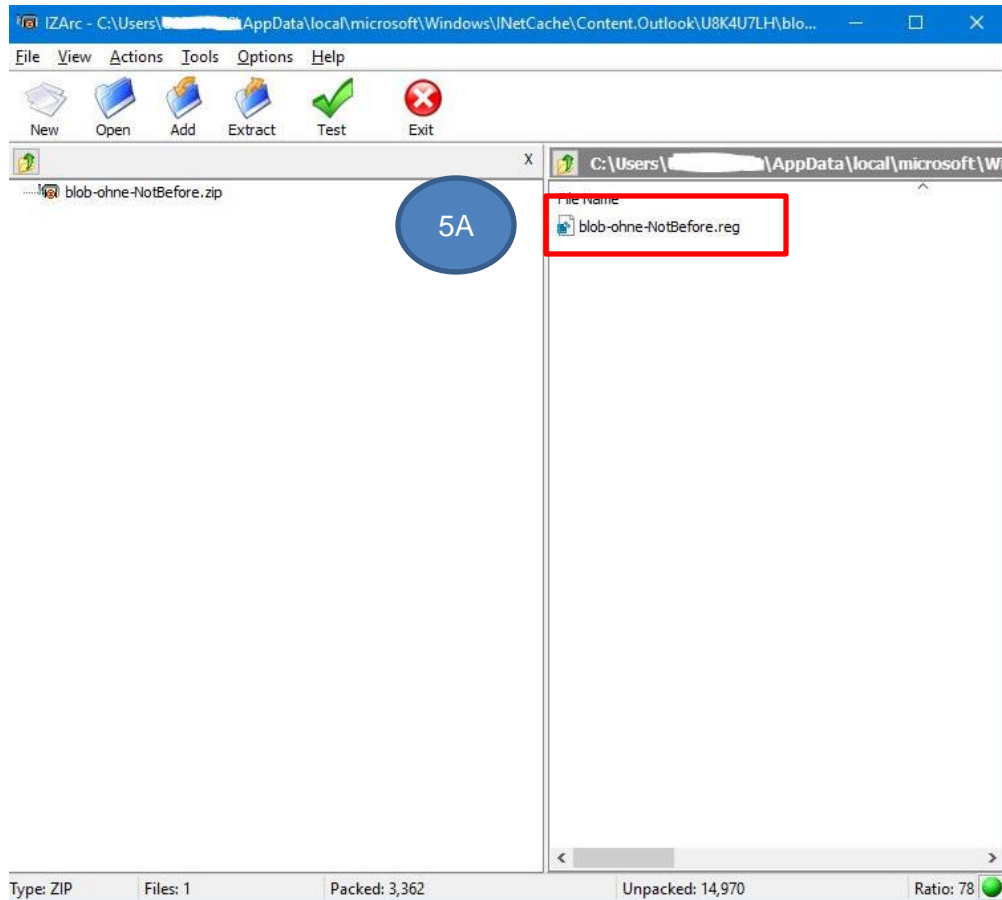 IZArc - C:\Users\ \AppData\local\microsoft\Windows\INetCache\Content.Outlook\U8K4U7LH\blo...
File View Actions Tools Options Help
New Open Add Extract Test Exit
X
C:\Users\ \AppData\local\microsoft\Wi
blob-ohne-NotBefore.zip
5A
File Name
blob-ohne-NotBefore.reg
Type: ZIP Files: 1 Packed: 3,362 Unpacked: 14,970 Ratio: 78